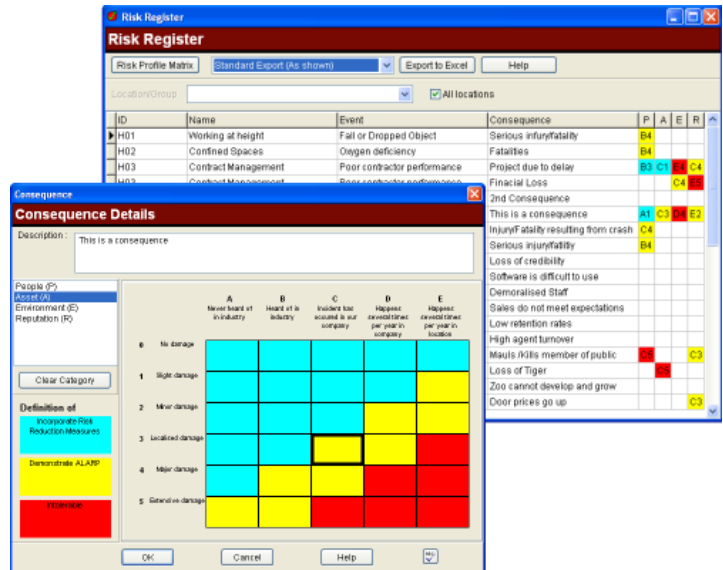 Risk Register
Risk Register
Risk Profile Matrix
Standard Export (As shown)
Export to Excel
Help
Location/Group
All locations
ID Name Event Consequence P A E R
H01 Working at height Fall or Dropped Object Serious infury/fatality B4
H02 Confined Spaces Oxygen deficiency Fatalities B4
H03 Contract Management Poor contractor performance Project due to delay B3 C1 E4 C4
H03 Contract Management Poor contractor performance Finacial Loss C4 E5
2nd Consequence
This is a consequence A1 C3 D4 E2
Injury/Fatality resulting from crash C4
Serious injury/fatility B4
Loss of credibility
Software is difficult to use
Demoralised Staff
Sales do not meet expectations
Low retention rates
High agent turnover
Mauls /Kills member of public C5 C3
Loss of Tiger C5
Zoo cannot develop and grow
Door prices go up C3
Consequence
Consequence Details
Description :
This is a consequence
People (P)
Asset (A)
Environment (E)
Reputation (R)
Clear Category
Definition of
Incorporate Risk
Reduction Measures
Demonstrate ALARP
Intolerable
A
Never heard of
in industry
B
Heard of in
industry
C
Incident has
occured in our
company
D
Happens
several times
per year in
company
E
Happens
several times
per year in
location
0 No damage
1 Slight damage
2 Minor damage
3 Localised damage
4 Major damage
5 Extensive damage
OK
Cancel
Help